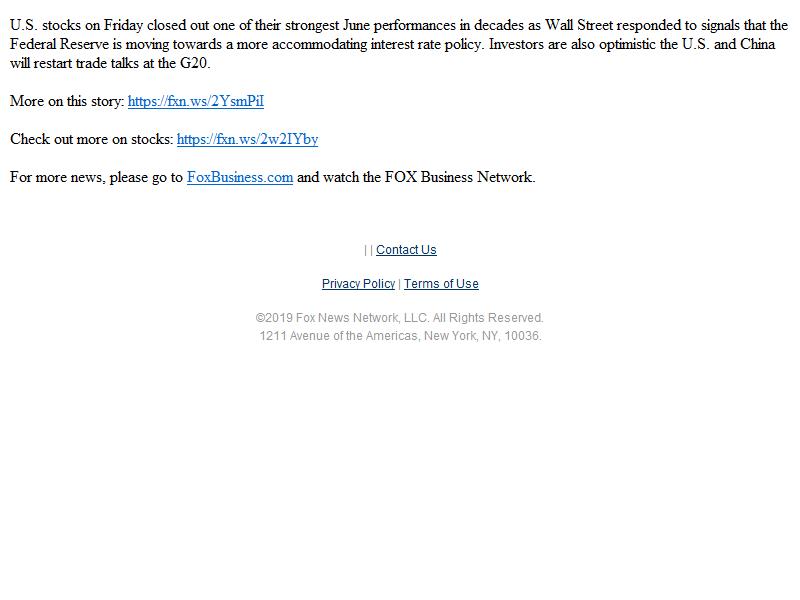 U.S. stocks on Friday closed out one of their strongest June performances in decades as Wall Street responded to signals that the
Federal Reserve is moving towards a more accommodating interest rate policy. Investors are also optimistic the U.S. and China
will restart trade talks at the G20.
More on this story: https://fxn.ws/2YsmPiI
Check out more on stocks: https://fxn.ws/2w2IYby
For more news, please go to FoxBusiness.com and watch the FOX Business Network.
| | Contact Us
Privacy Policy | Terms of Use
©2019 Fox News Network, LLC. All Rights Reserved.
1211 Avenue of the Americas, New York, NY, 10036.